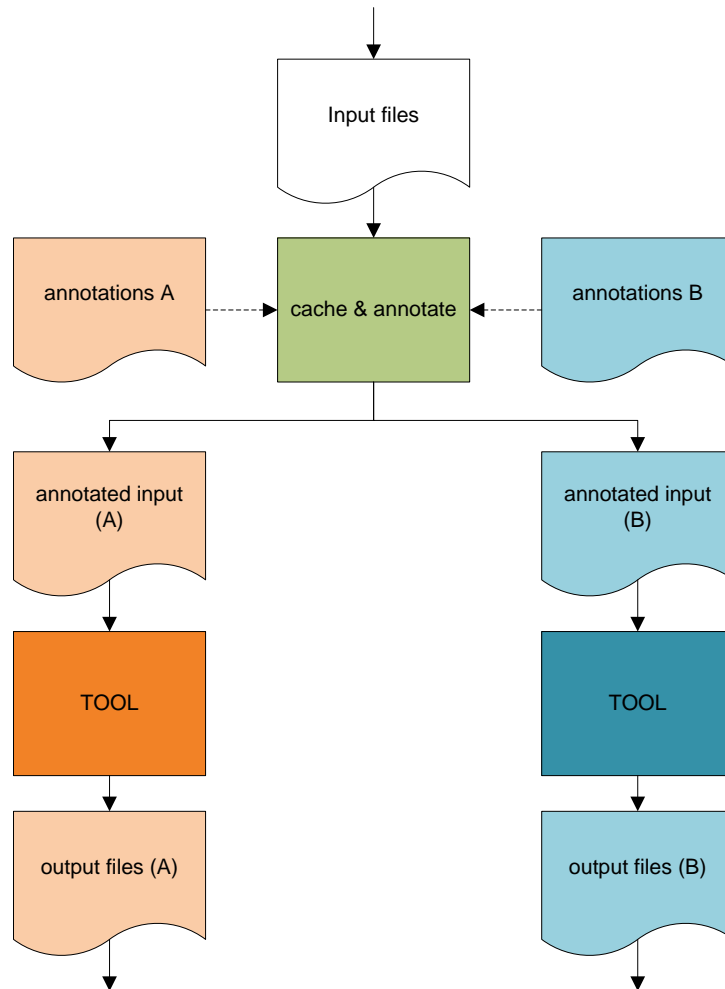 Input files
annotations A
cache & annotate
annotations B
annotated input
(A)
annotated input
(B)
TOOL
TOOL
output files (A)
output files (B)